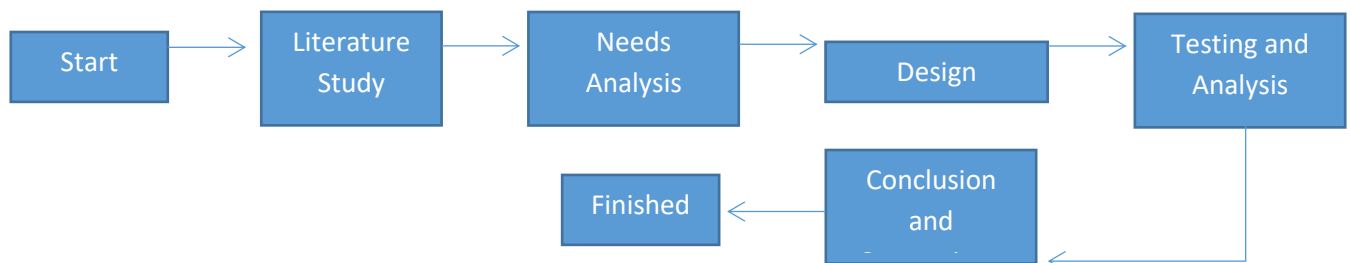 Start
Literature
Study
Needs
Analysis
Design
Testing and
Analysis
Conclusion
and
Finished